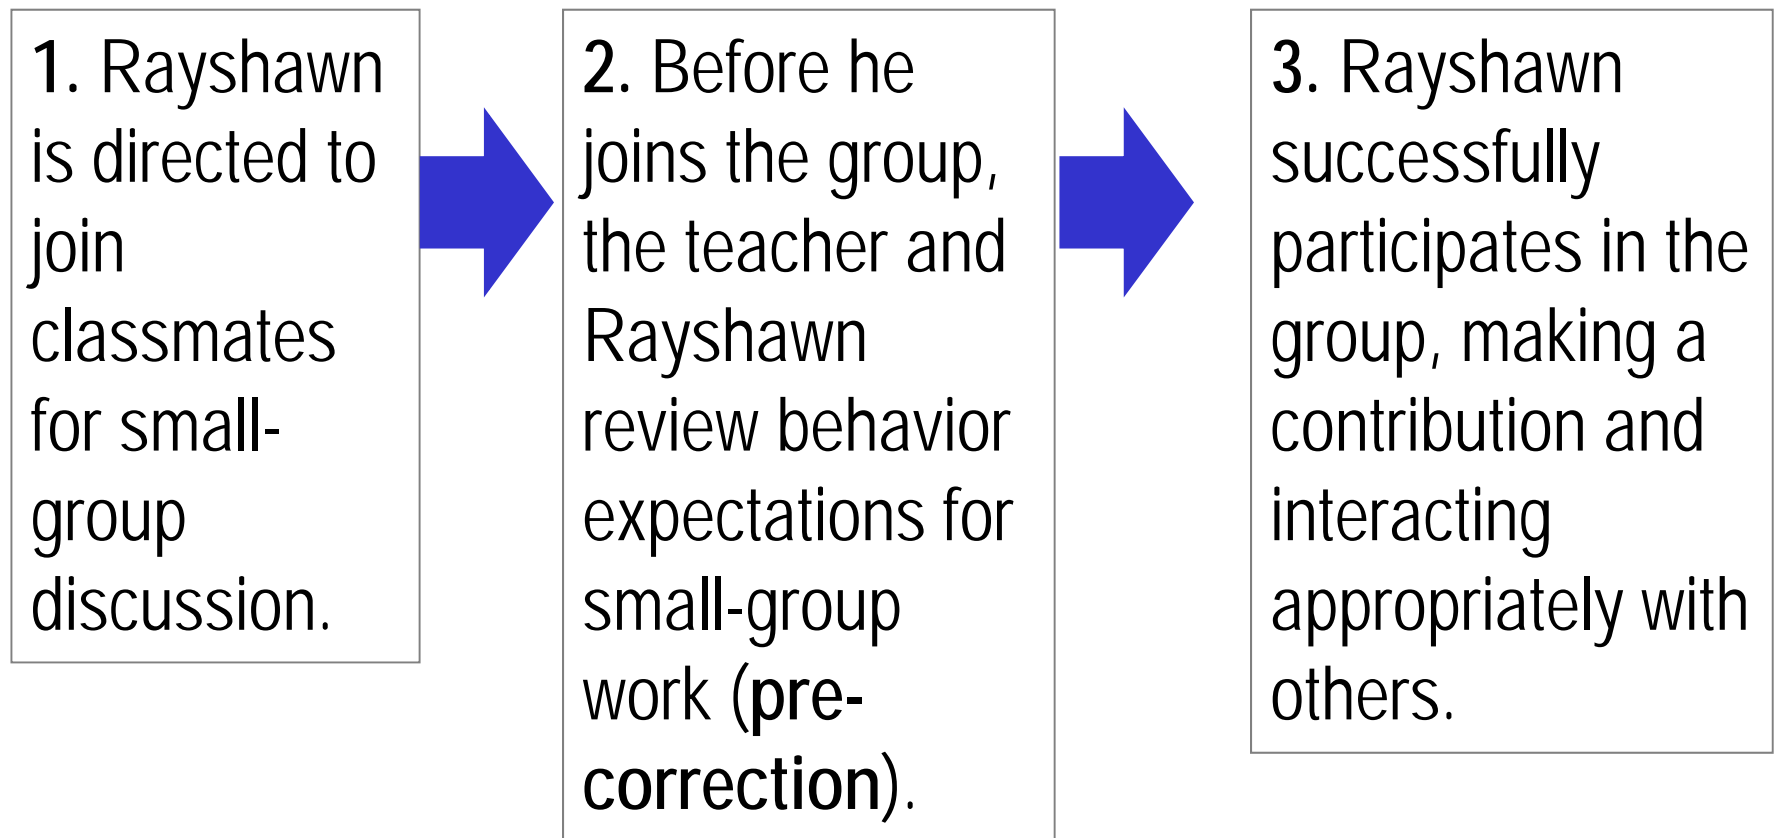 1. Rayshawn
is directed to
join
classmates
for small-
group
discussion.
2. Before he
joins the group,
the teacher and
Rayshawn
review behavior
expectations for
small-group
work (pre-
correction).
3. Rayshawn
successfully
participates in the
group, making a
contribution and
interacting
appropriately with
others.